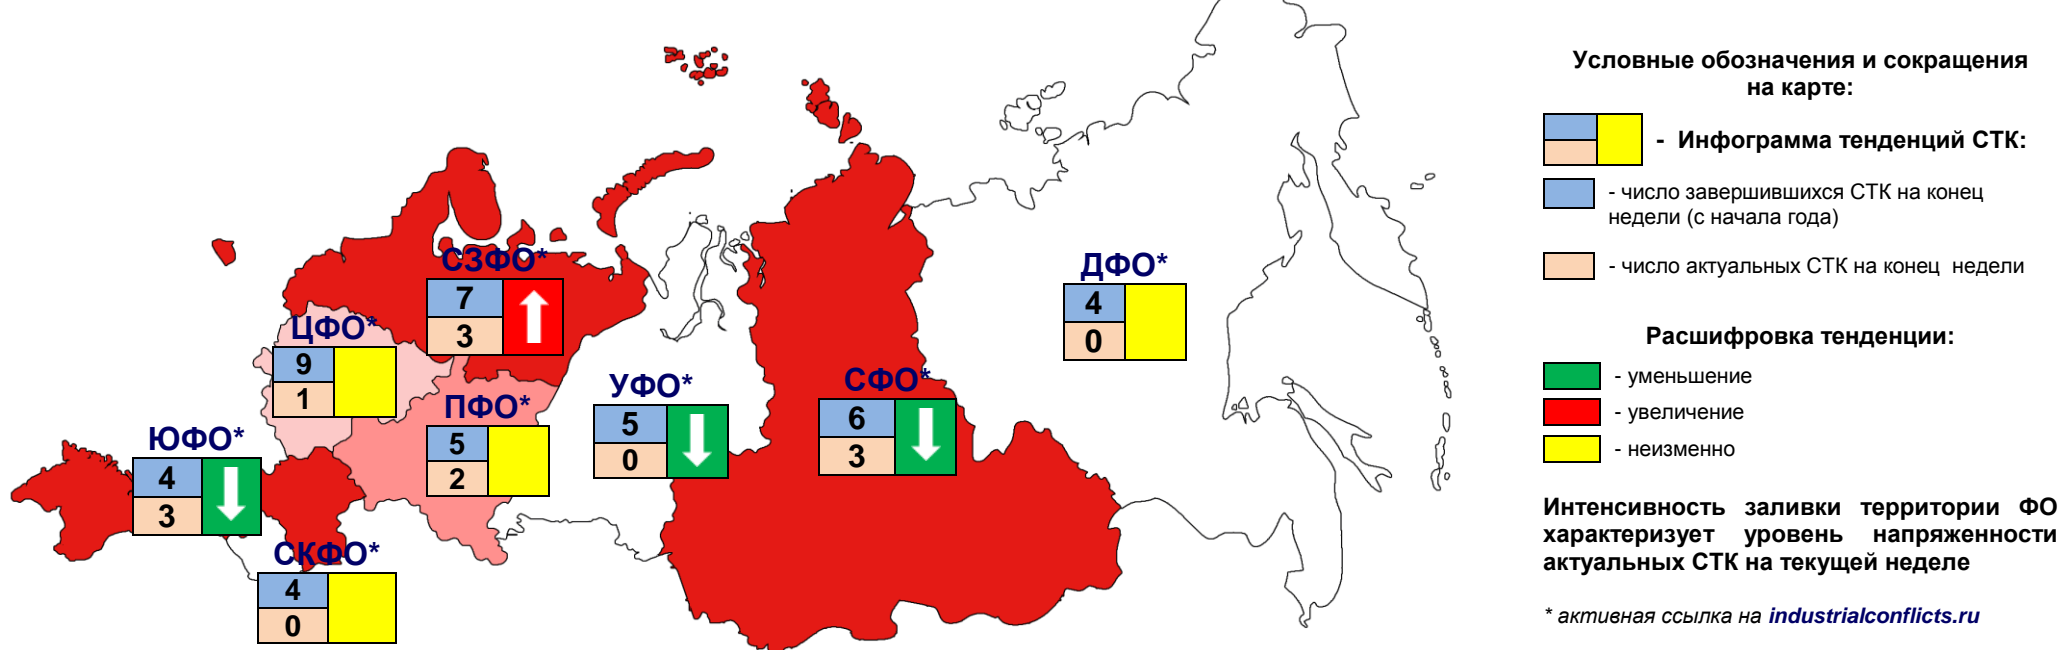 СЗФО*
7
3
ЦФО*
9
1
ПФО*
5
2
ЮФО*
4
3
СКФО*
4
0
УФО*
5
0
СФО*
6
3
ДФО*
4
0
Условные обозначения и сокращения
на карте:
- Инфограмма тенденций СТК:
- число завершившихся СТК на конец
недели (с начала года)
- число актуальных СТК на конец недели
Расшифровка тенденции:
- уменьшение
- увеличение
- неизменно
Интенсивность заливки территории ФО
характеризует уровень напряженности
актуальных СТК на текущей неделе
* активная ссылка на industrialconflicts.ru